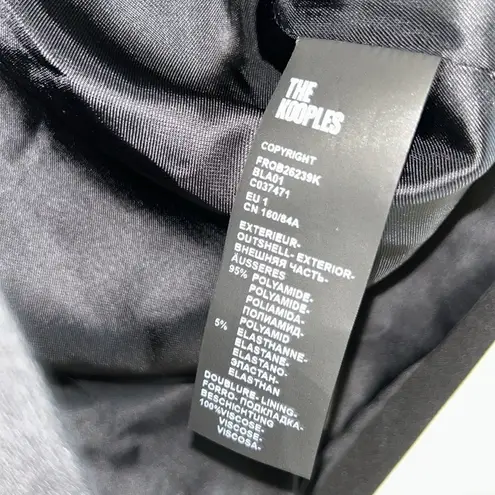 THE
KOOPLES
COPYRIGHT
FROB26239K
BLA01
C037471
EU 1
CN 160/84A
EXTERIEUR-
OUTSHELL- EXTERIOR-
ВНЕШНЯЯ ЧАСТЬ-
ÄUSSERES
95% POLYAMIDE-
POLYAMIDE-
POLIAMIDA-
ПОЛИАМИД-
POLYAMID
5% ELASTHANNE-
ELASTANE-
ELASTANO-
ЭЛАСТАН-
ELASTHAN
DOUBLURE- LINING-
FORRO- ПОДКЛАДКА-
BESCHICHTUNG
100%VISCOSE-
VISCOSE-
VISCOSA-